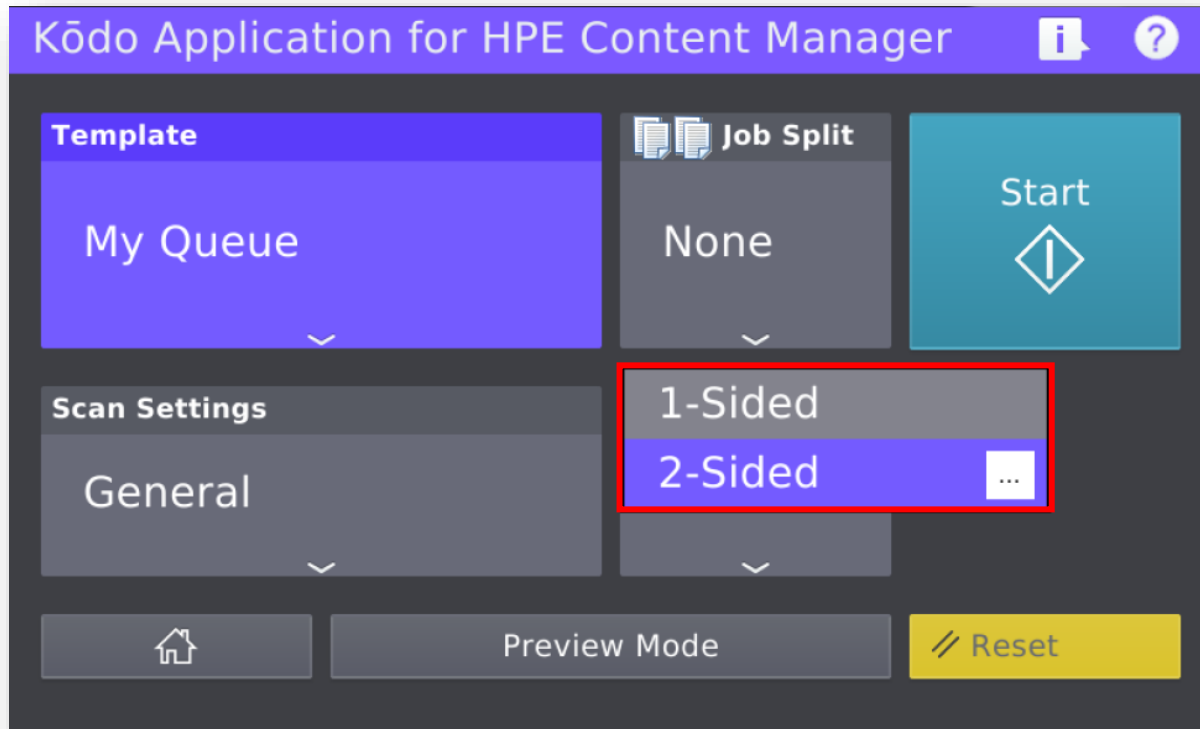 Kōdo Application for HPE Content Manager
i
?
Template
Job Split
My Queue
None
Start
Scan Settings
General
1-Sided
2-Sided
...
Preview Mode
Reset